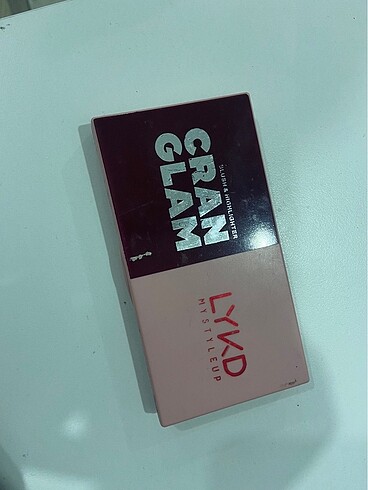 CRAN
GLAM
BLUSH & HIGHLIGHTER
LYKD
MYSTYLEUP